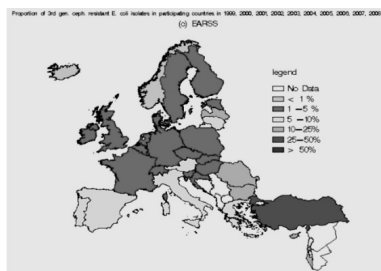 Proportion of 3rd gen. ceph. resistant E. coli isolates in participating countries in 1999, 2000, 2001, 2002, 2003, 2004, 2005, 2006, 2007, 2008
(c) EARSS
legend
No Data
< 1 %
1 -5 %
5 -10%
10-25%
25-50%
> 50%